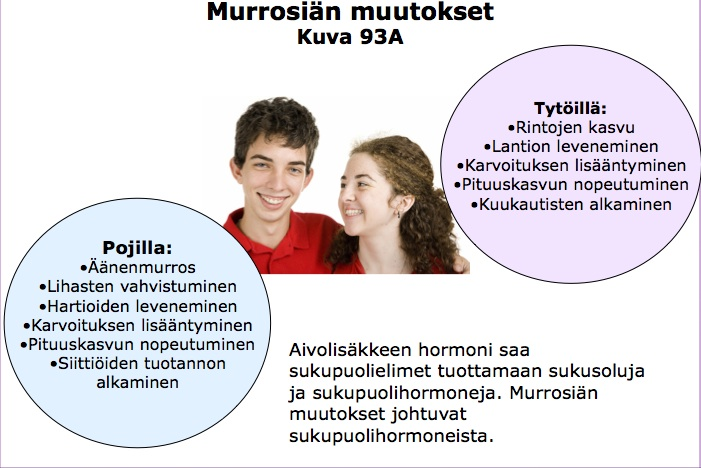 Murrosiän muutokset
Kuva 93A
Tytöillä:
•Rintojen kasvu
•Lantion leveneminen
•Karvoituksen lisääntyminen
•Pituuskasvun nopeutuminen
•Kuukautisten alkaminen
Pojilla:
•Äänenmurros
•Lihasten vahvistuminen
•Hartioiden leveneminen
•Karvoituksen lisääntyminen
•Pituuskasvun nopeutuminen
•Siittiöiden tuotannon
alkaminen
Aivolisäkkeen hormoni saa
sukupuolielimet tuottamaan sukusoluja
ja sukupuolihormoneja. Murrosiän
muutokset johtuvat
sukupuolihormoneista.